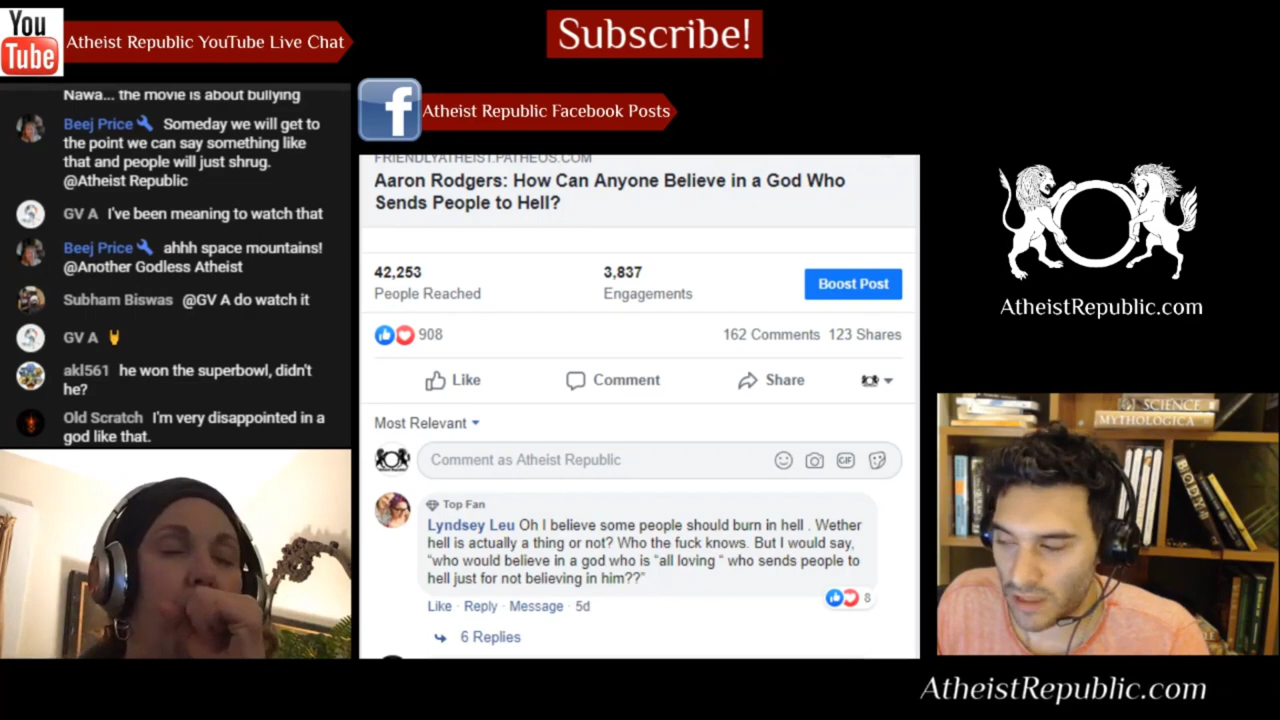 You
Tube
Atheist Republic YouTube Live Chat
Subscribe!
Nawa... the movie is about bullying
Beej Price Someday we will get to
the point we can say something like
that and people will just shrug.
@Atheist Republic
GV A I've been meaning to watch that
Beej Price ahhh space mountains!
@Another Godless Atheist
Subham Biswas @GV A do watch it
GV A 🤘
akl561 he won the superbowl, didn't
he?
Old Scratch I'm very disappointed in a
god like that.
f
Atheist Republic Facebook Posts
FRIENDLYATHEIST.PATHEOS.COM
Aaron Rodgers: How Can Anyone Believe in a God Who
Sends People to Hell?
42,253 3,837
People Reached Engagements
Boost Post
908 162 Comments 123 Shares
Like Comment Share
Most Relevant
Comment as Atheist Republic GIF
Top Fan
Lyndsey Leu Oh I believe some people should burn in hell . Wether
hell is actually a thing or not? Who the fuck knows. But I would say,
“who would believe in a god who is “all loving “ who sends people to
hell just for not believing in him??”
8
Like · Reply · Message · 5d
6 Replies
AtheistRepublic.com
SCIENCE
MYTHOLOGICA
AtheistRepublic.com